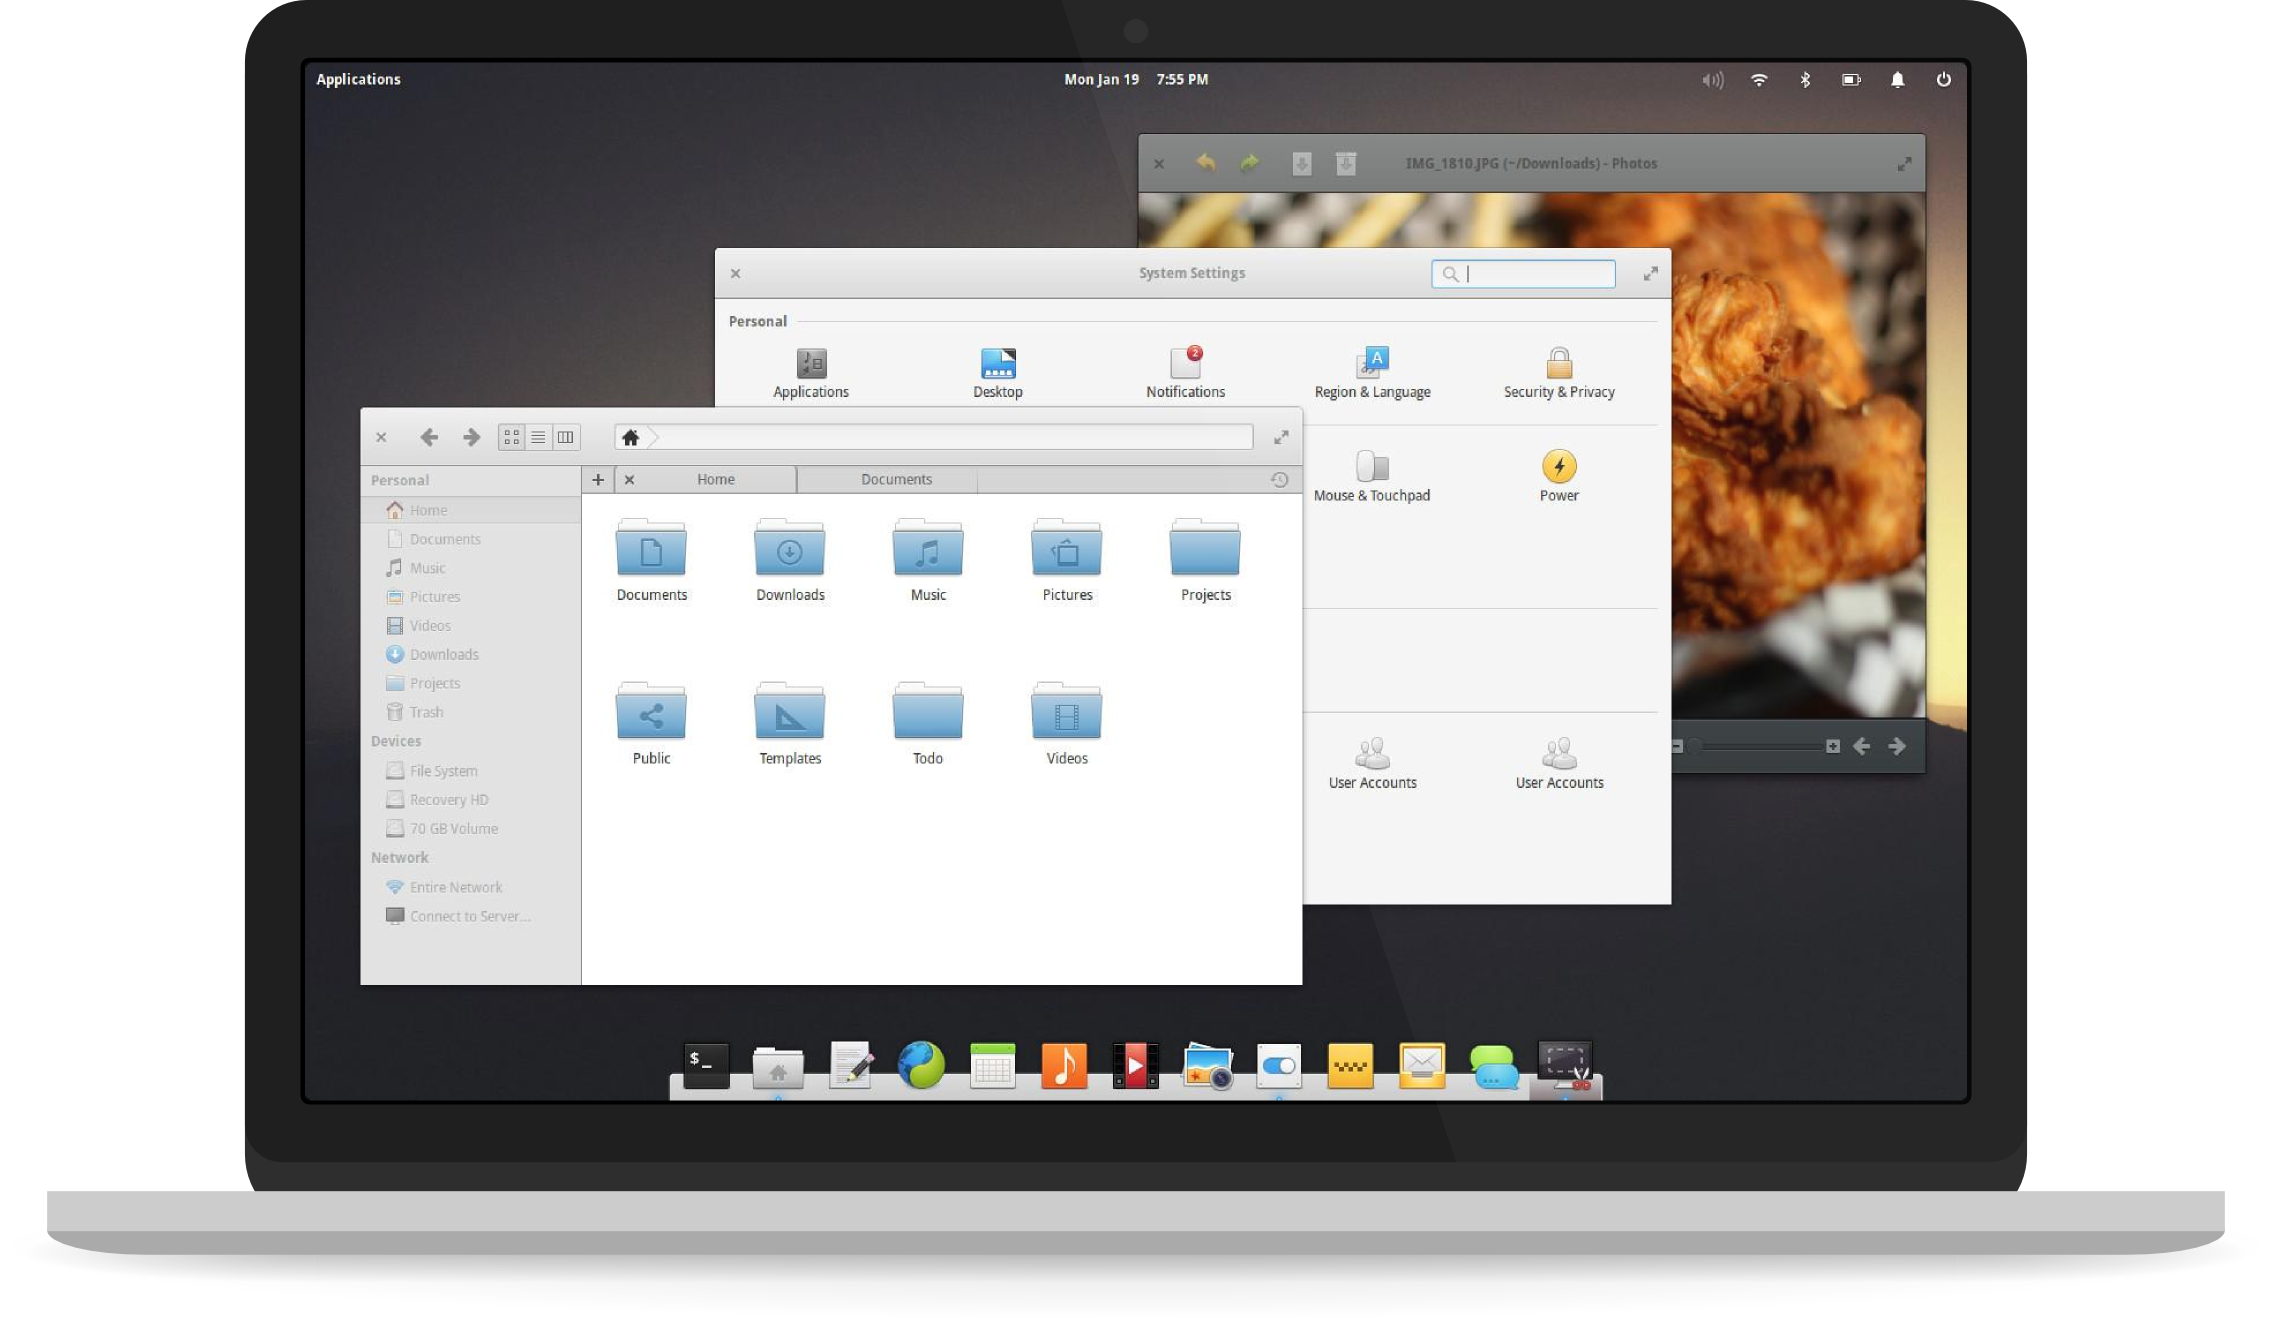 Applications
Mon Jan 19 7:55 PM
IMG_1810.JPG (~/Downloads) - Photos
System Settings
Personal
Applications
Desktop
2
Notifications
A
Region & Language
Security & Privacy
Mouse & Touchpad
Power
User Accounts
User Accounts
Personal
Home
Documents
Music
Pictures
Videos
Downloads
Projects
Trash
Devices
File System
Recovery HD
70 GB Volume
Network
Entire Network
Connect to Server...
Home
Documents
Documents
Downloads
Music
Pictures
Projects
Public
Templates
Todo
Videos
$_